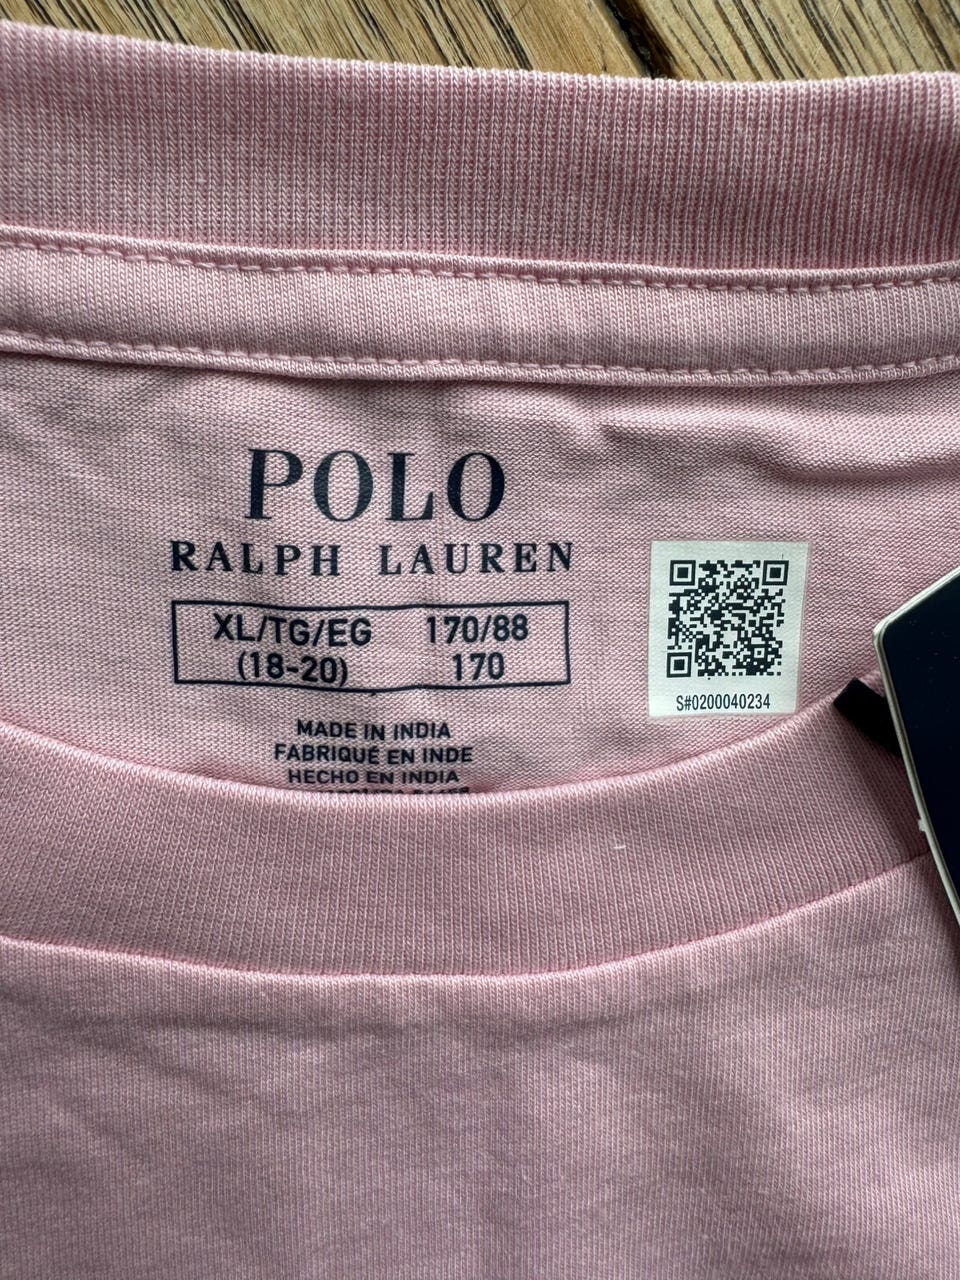 POLO
RALPH LAUREN
XL/TG/EG 170/88
(18-20) 170
S#0200040234
MADE IN INDIA
FABRIQUÉ EN INDE
HECHO EN INDIA